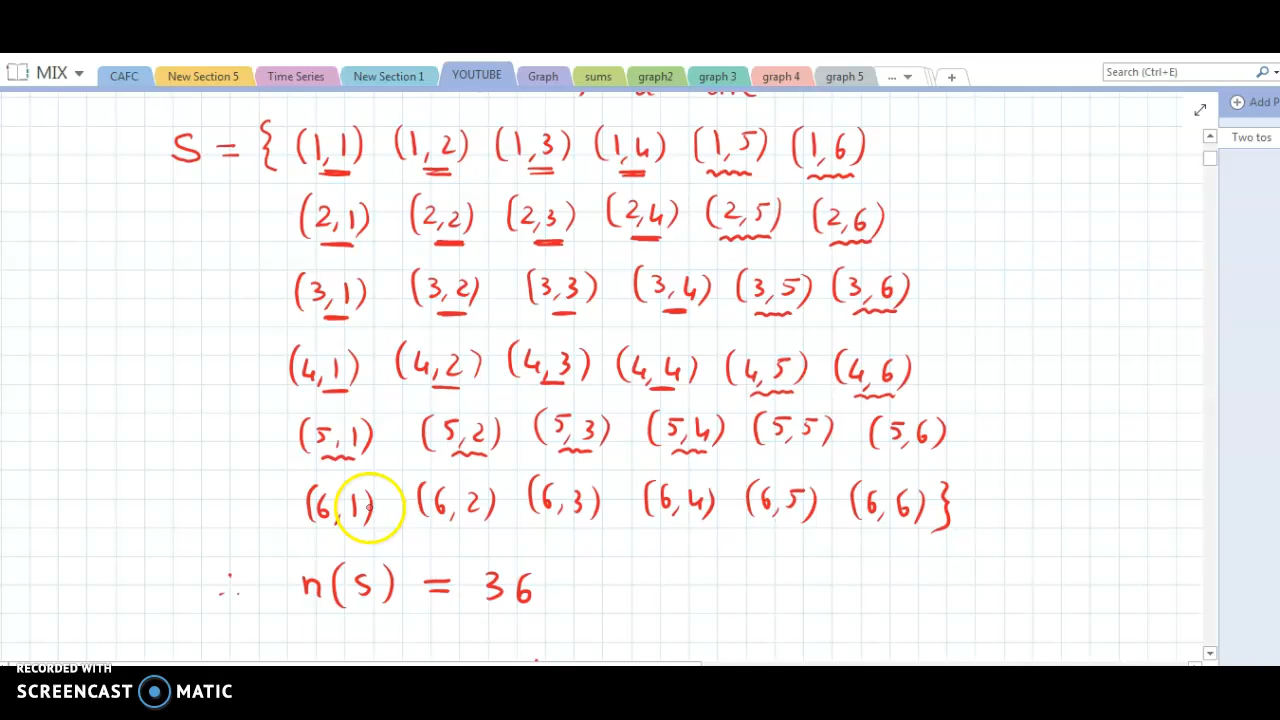 MIX CAFC New Section 5 Time Series New Section 1 YOUTUBE Graph sums graph2 graph 3 graph 4 graph 5 ... + Search (Ctrl+E)
Add P
Two tos
S = { (1,1) (1,2) (1,3) (1,4) (1,5) (1,6)
(2,1) (2,2) (2,3) (2,4) (2,5) (2,6)
(3,1) (3,2) (3,3) (3,4) (3,5) (3,6)
(4,1) (4,2) (4,3) (4,4) (4,5) (4,6)
(5,1) (5,2) (5,3) (5,4) (5,5) (5,6)
(6,1) (6,2) (6,3) (6,4) (6,5) (6,6) }
∴ n(S) = 36
RECORDED WITH
SCREENCAST MATIC